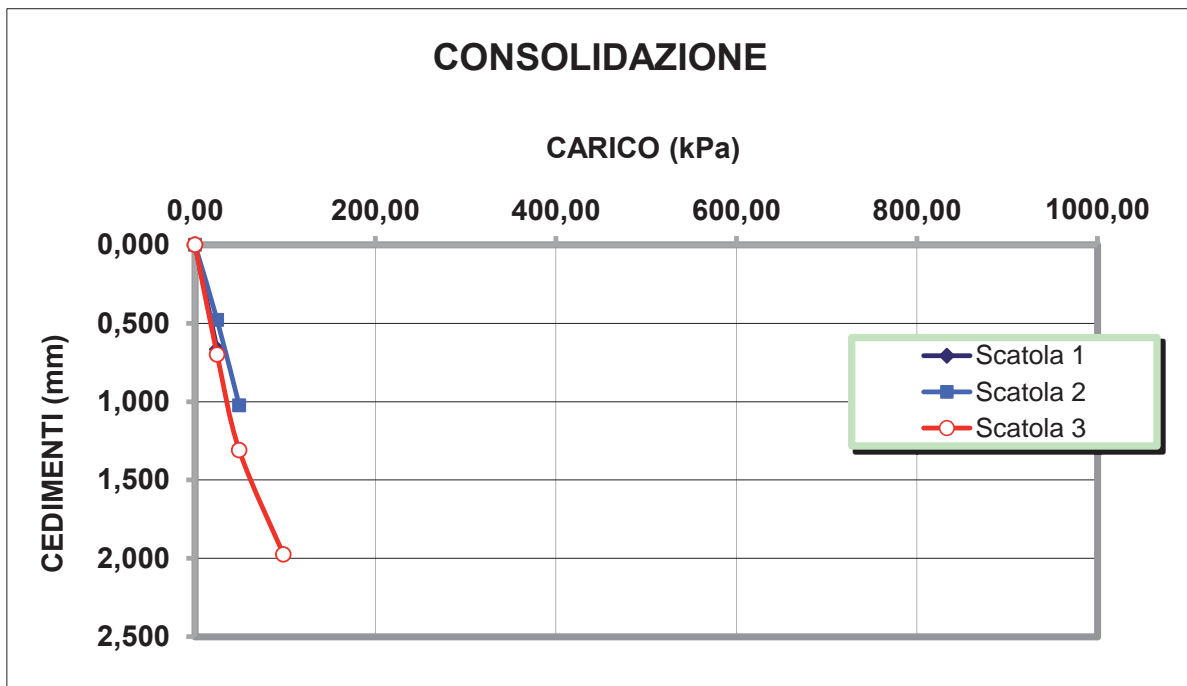 CONSOLIDAZIONE
CARICO (kPa)
0,00 200,00 400,00 600,00 800,00 1000,00
0,000
0,500
1,000
1,500
2,000
2,500
CEDIMENTI (mm)
Scatola 1
Scatola 2
Scatola 3